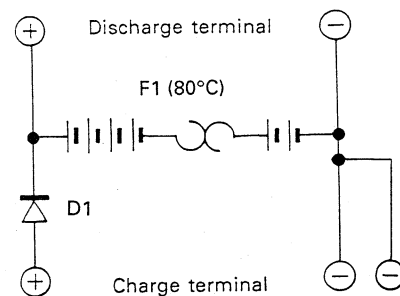 + Discharge terminal −
F1 (80°C)
D1
+ Charge terminal − −